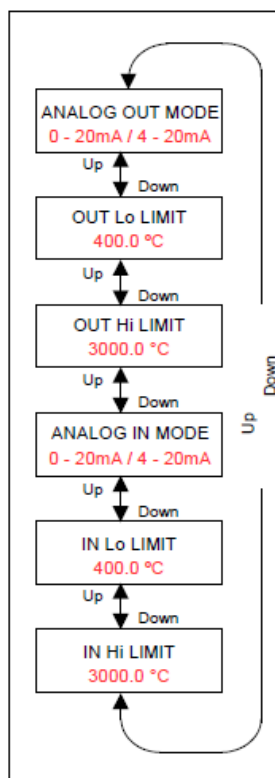 ANALOG OUT MODE
0 - 20mA / 4 - 20mA
Up
Down
OUT Lo LIMIT
400.0 ºC
Up
Down
OUT Hi LIMIT
3000.0 °C
Up
Down
ANALOG IN MODE
0 - 20mA / 4 - 20mA
Up
Down
IN Lo LIMIT
400.0 ºC
Up
Down
IN Hi LIMIT
3000.0 °C
Up
Down